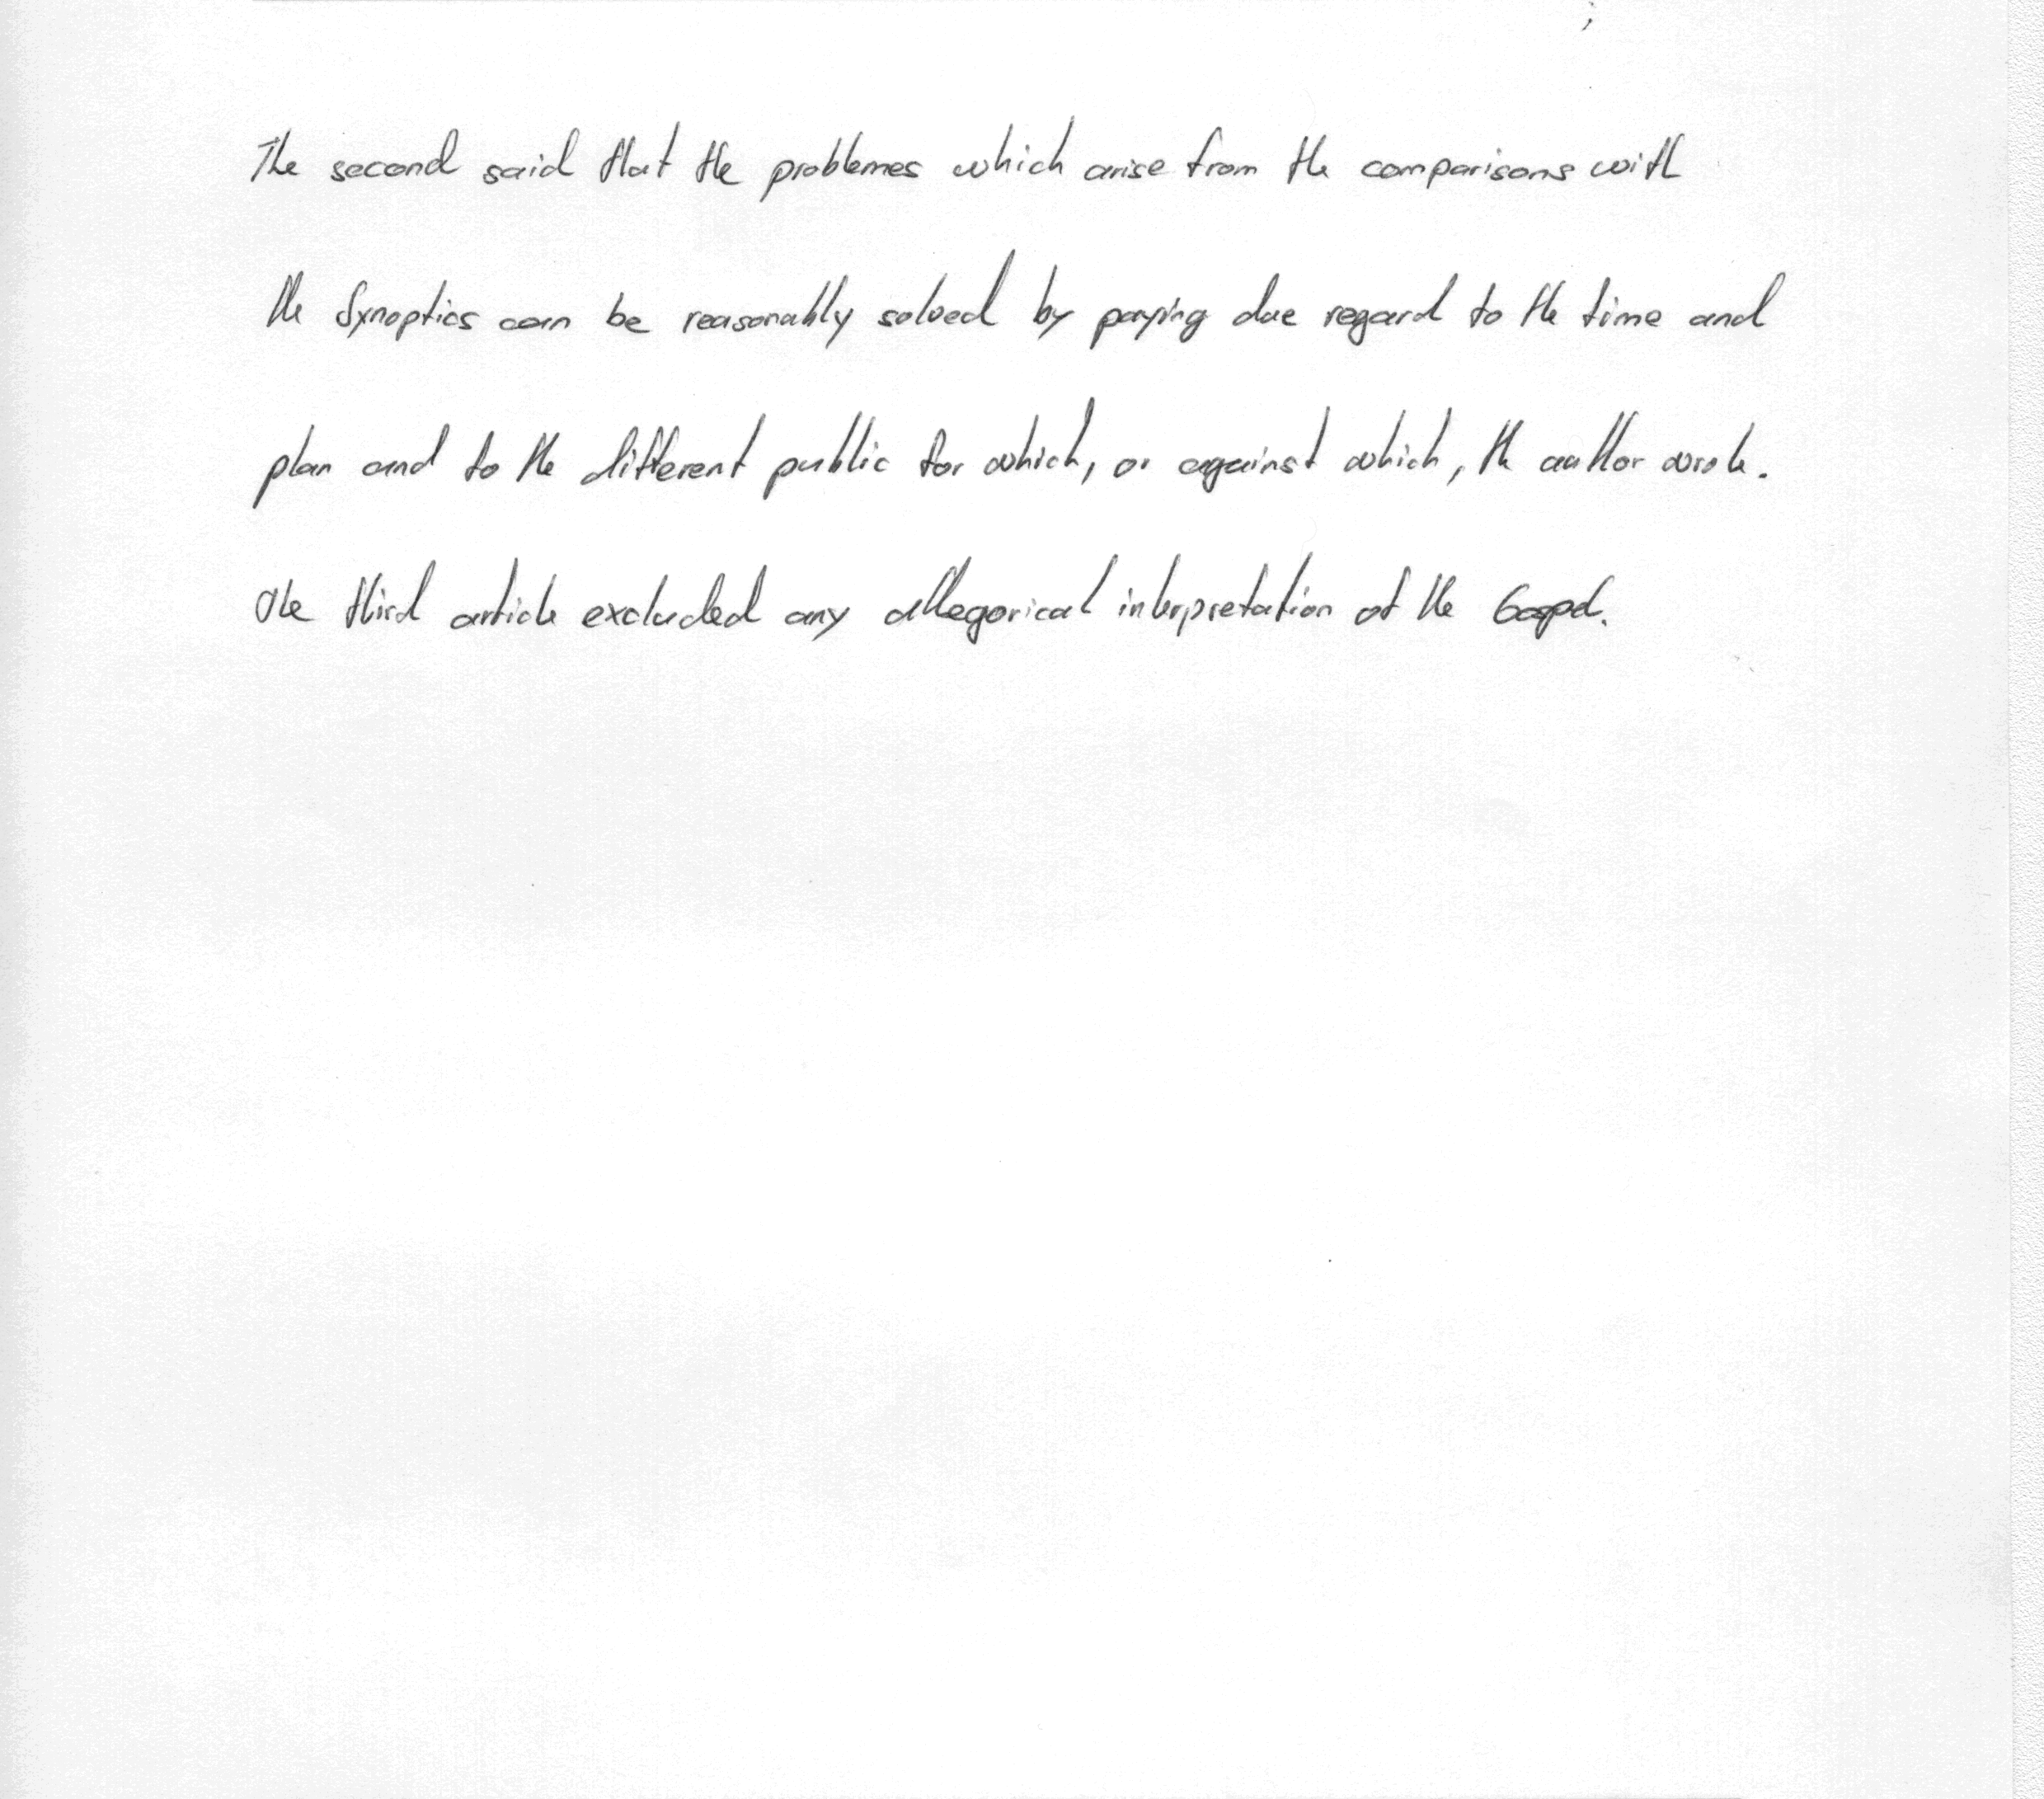 The second said that the problemes which arise from the comparisons with
the Synoptics can be reasonably solved by paying due regard to the time and
plan and to the different public for which, or against which, the author wrote.
The third article excluded any allegorical interpretation of the Gospel.